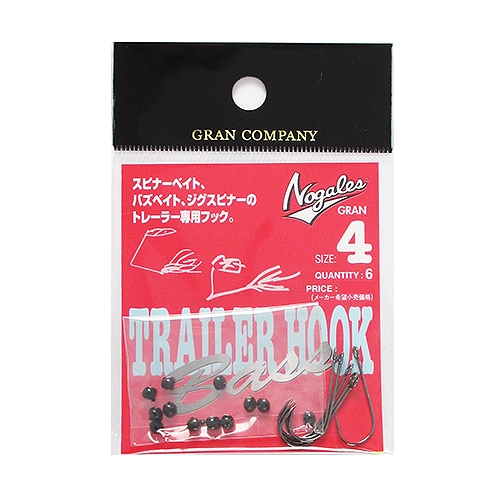 GRAN COMPANY
スピナーベイト、
バズベイト、ジグスピナーの
トレーラー専用フック。
Nogales
GRAN
SIZE: 4
QUANTITY : 6
PRICE :
(メーカー希望小売価格)
TRAILER HOOK
Bass